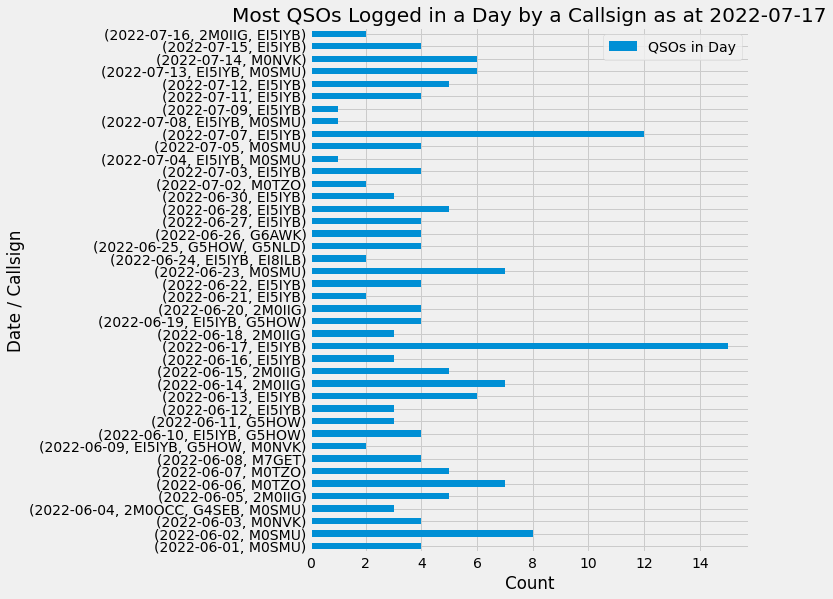 Most QSOs Logged in a Day by a Callsign as at 2022-07-17
QSOs in Day
(2022-07-16, 2M0IIG, EI5IYB)
(2022-07-15, EI5IYB)
(2022-07-14, M0NVK)
(2022-07-13, EI5IYB, M0SMU)
(2022-07-12, EI5IYB)
(2022-07-11, EI5IYB)
(2022-07-09, EI5IYB)
(2022-07-08, EI5IYB, M0SMU)
(2022-07-07, EI5IYB)
(2022-07-05, M0SMU)
(2022-07-04, EI5IYB, M0SMU)
(2022-07-03, EI5IYB)
(2022-07-02, M0TZO)
(2022-06-30, EI5IYB)
(2022-06-28, EI5IYB)
(2022-06-27, EI5IYB)
(2022-06-26, G6AWK)
(2022-06-25, G5HOW, G5NLD)
(2022-06-24, EI5IYB, EI8ILB)
(2022-06-23, M0SMU)
(2022-06-22, EI5IYB)
(2022-06-21, EI5IYB)
(2022-06-20, 2M0IIG)
(2022-06-19, EI5IYB, G5HOW)
(2022-06-18, 2M0IIG)
(2022-06-17, EI5IYB)
(2022-06-16, EI5IYB)
(2022-06-15, 2M0IIG)
(2022-06-14, 2M0IIG)
(2022-06-13, EI5IYB)
(2022-06-12, EI5IYB)
(2022-06-11, G5HOW)
(2022-06-10, EI5IYB, G5HOW)
(2022-06-09, EI5IYB, G5HOW, M0NVK)
(2022-06-08, M7GET)
(2022-06-07, M0TZO)
(2022-06-06, M0TZO)
(2022-06-05, 2M0IIG)
(2022-06-04, 2M0OCC, G4SEB, M0SMU)
(2022-06-03, M0NVK)
(2022-06-02, M0SMU)
(2022-06-01, M0SMU)
Date / Callsign
0 2 4 6 8 10 12 14
Count